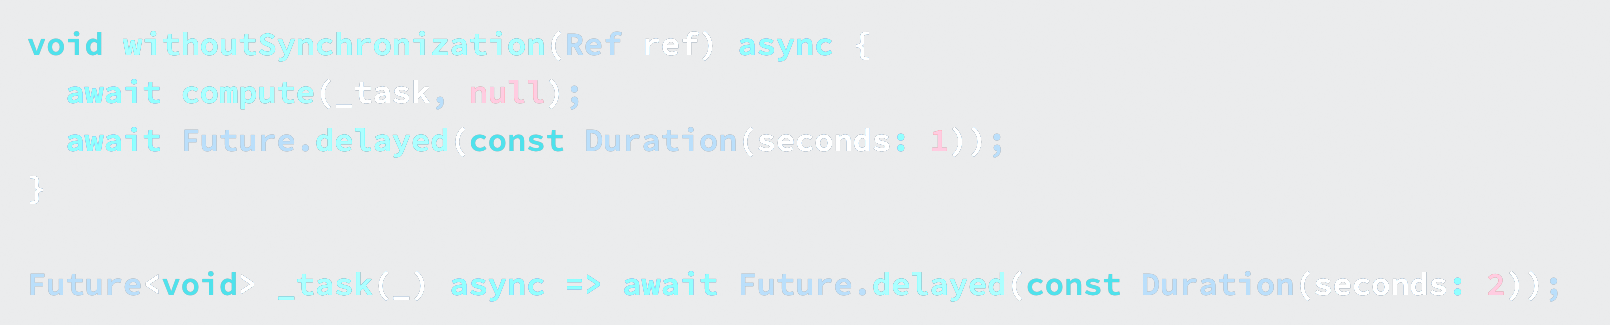 void withoutSynchronization(Ref ref) async {
  await compute(_task, null);
  await Future.delayed(const Duration(seconds: 1));
}

Future<void> _task(_) async => await Future.delayed(const Duration(seconds: 2));